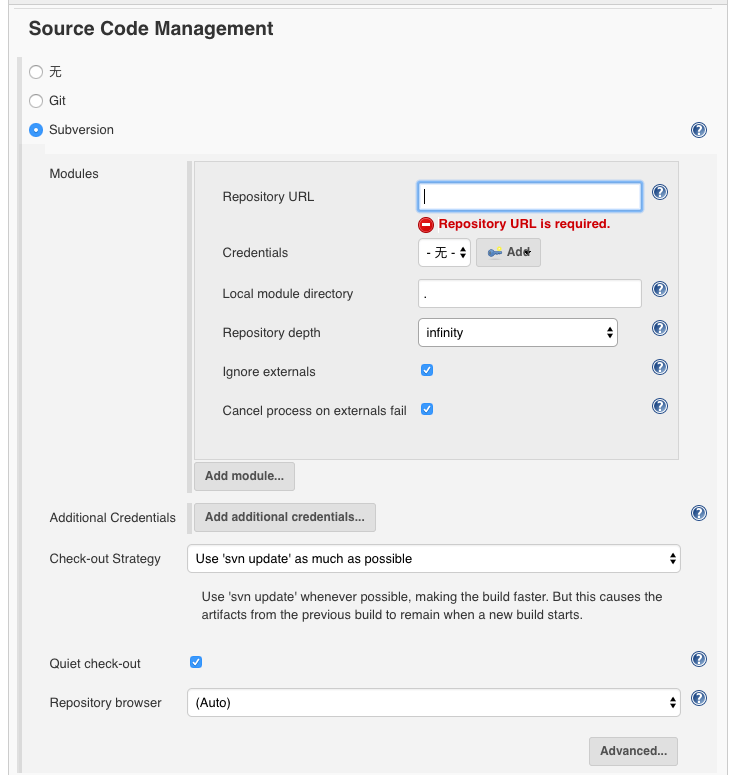 Source Code Management
无
Git
Subversion
Modules
Repository URL
Repository URL is required.
Credentials
- 无 -
Add
Local module directory
.
Repository depth
infinity
Ignore externals
Cancel process on externals fail
Add module...
Additional Credentials
Add additional credentials...
Check-out Strategy
Use 'svn update' as much as possible
Use 'svn update' whenever possible, making the build faster. But this causes the
artifacts from the previous build to remain when a new build starts.
Quiet check-out
Repository browser
(Auto)
Advanced...